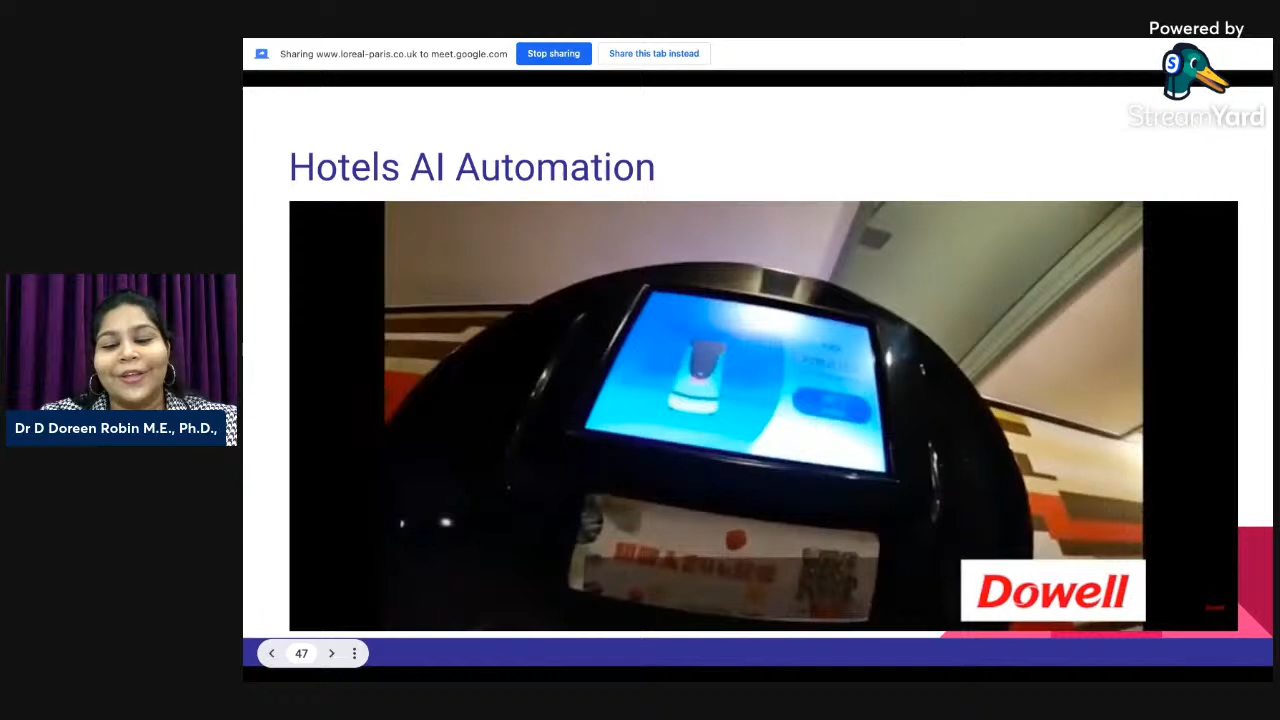 Powered by
StreamYard
Sharing www.loreal-paris.co.uk to meet.google.com
Stop sharing
Share this tab instead
Hotels AI Automation
Dr D Doreen Robin M.E., Ph.D.,
Dowell
47